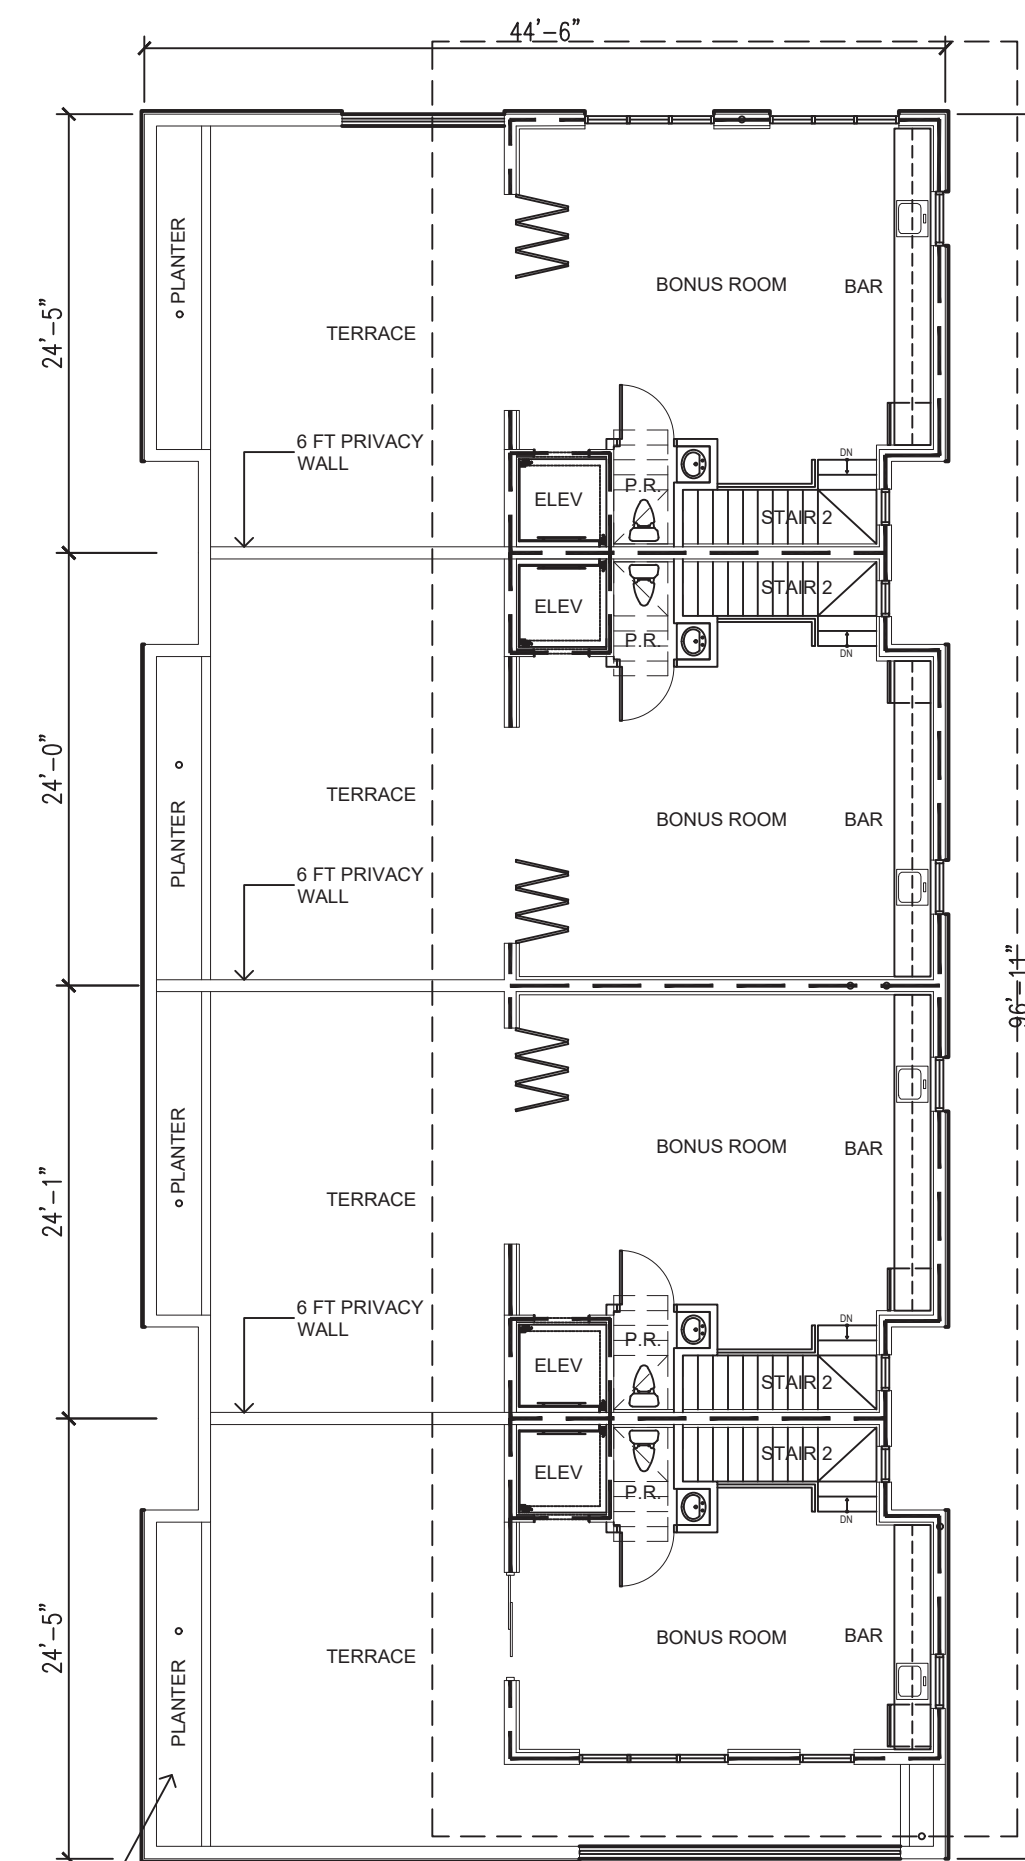 44'-6"
24'-5"
PLANTER
BONUS ROOM
BAR
TERRACE
6 FT PRIVACY
WALL
DN
ELEV
P.R.
STAIR 2
ELEV
STAIR 2
P.R.
DN
24'-0"
TERRACE
PLANTER
BONUS ROOM
BAR
6 FT PRIVACY
WALL
96'-11"
PLANTER
BONUS ROOM
BAR
24'-1"
TERRACE
6 FT PRIVACY
WALL
DN
P.R.
ELEV
STAIR 2
STAIR 2
ELEV
P.R.
DN
24'-5"
BONUS ROOM
BAR
TERRACE
PLANTER